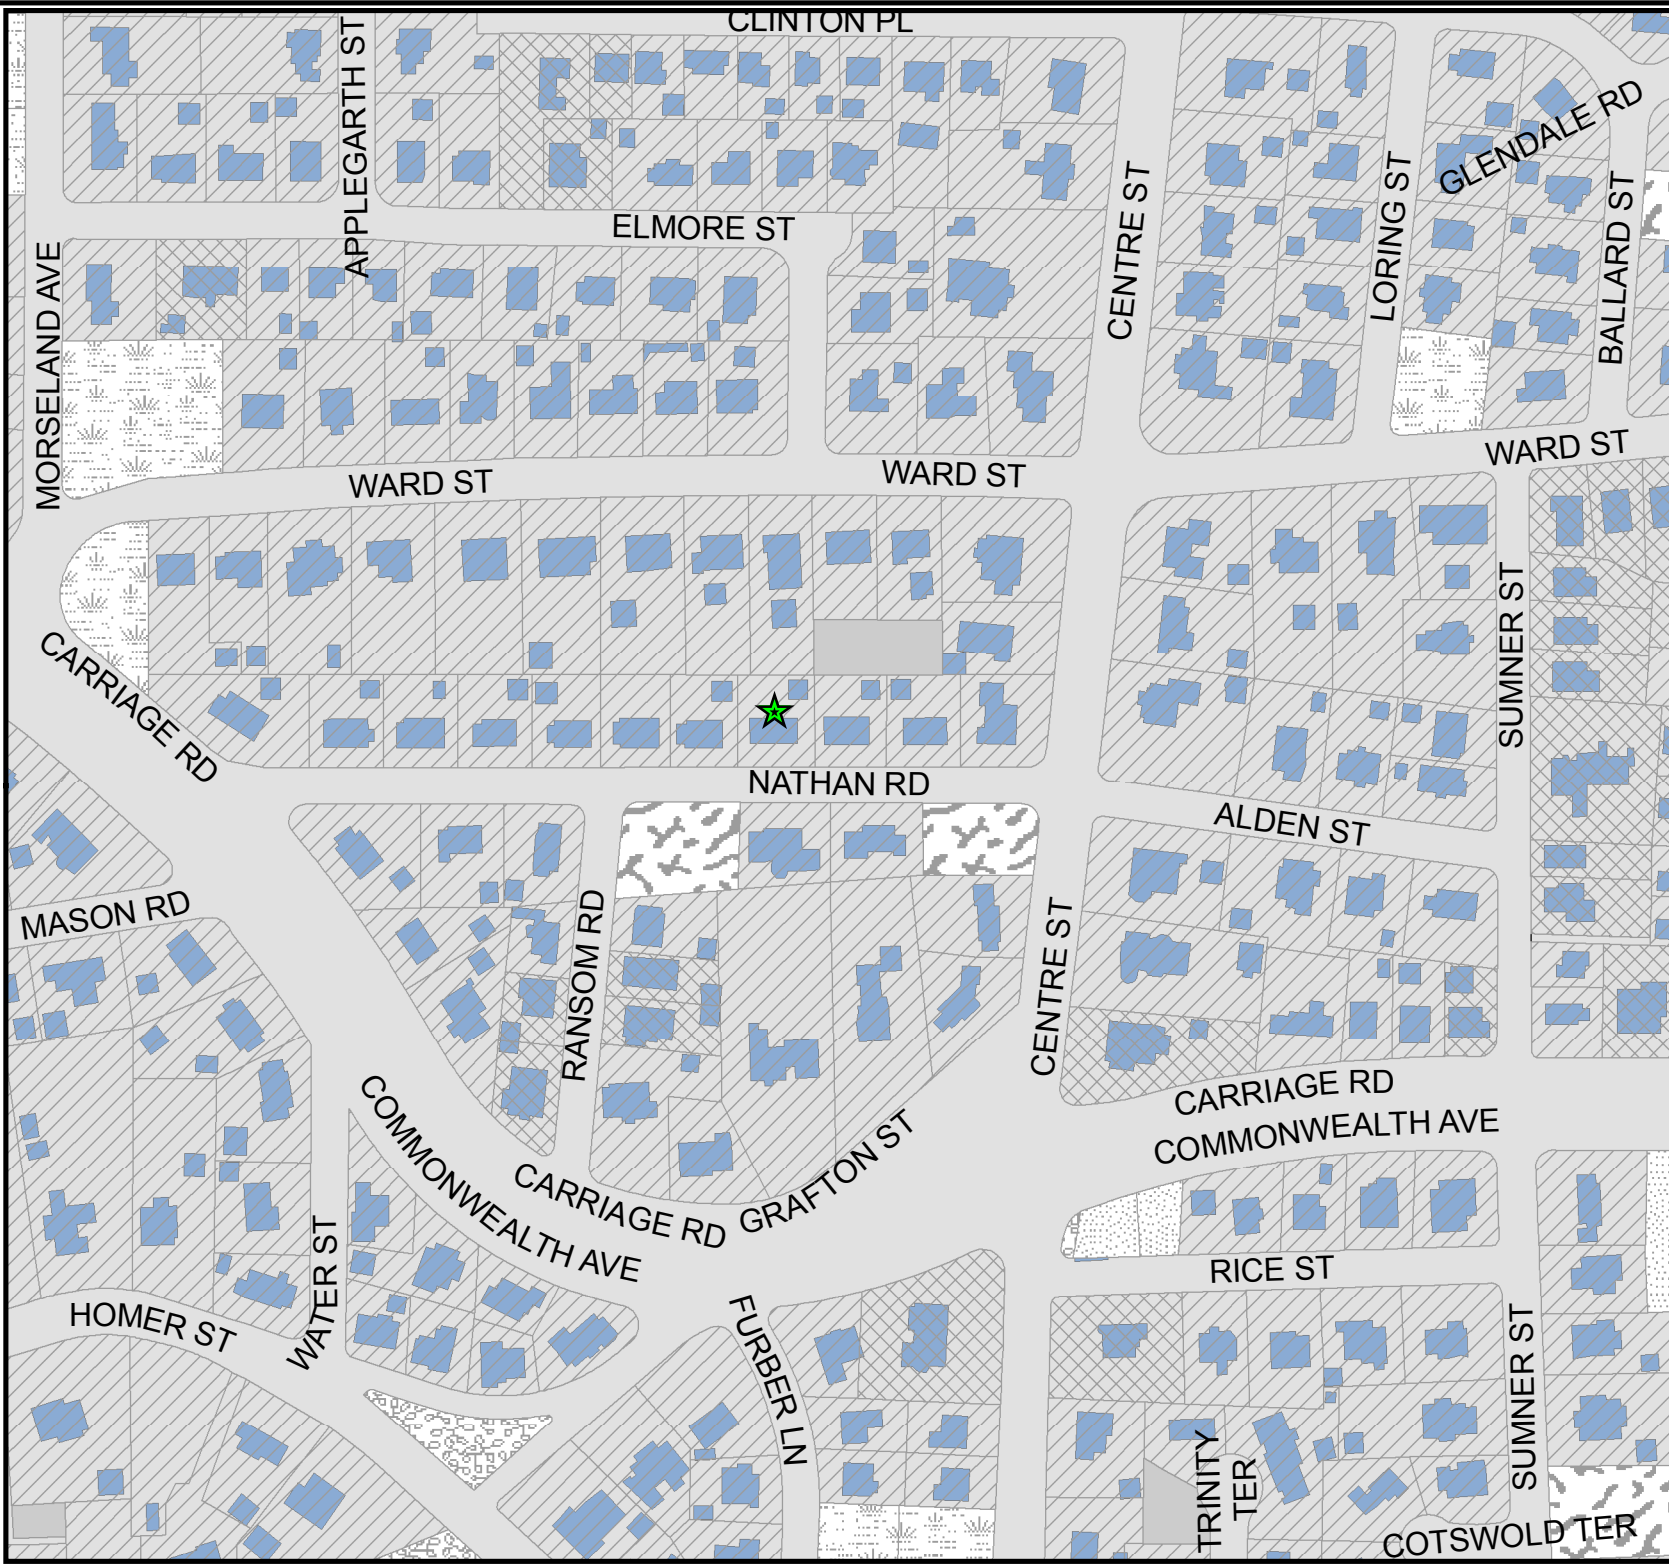 CLINTON PL
APPLEGARTH ST
GLENDALE RD
ELMORE ST
CENTRE ST
LORING ST
BALLARD ST
MORSELAND AVE
WARD ST
WARD ST
WARD ST
SUMNER ST
CARRIAGE RD
NATHAN RD
ALDEN ST
MASON RD
RANSOM RD
CENTRE ST
CARRIAGE RD
COMMONWEALTH AVE
COMMONWEALTH AVE
CARRIAGE RD
GRAFTON ST
RICE ST
WATER ST
HOMER ST
FURBER LN
SUMNER ST
TRINITY
TER
COTSWOLD TER